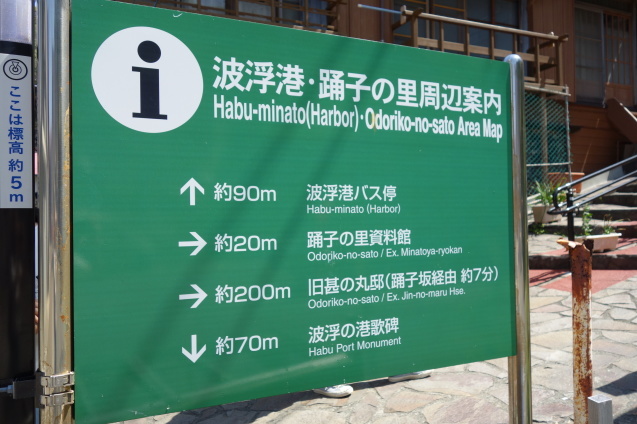 ここは標高 約5m
i
波浮港・踊子の里周辺案内
Habu-minato(Harbor)・Odoriko-no-sato Area Map
↑ 約90m 波浮港バス停
Habu-minato (Harbor)
→ 約20m 踊子の里資料館
Odoriko-no-sato / Ex. Minatoya-ryokan
→ 約200m 旧甚の丸邸(踊子坂経由 約7分)
Odoriko-no-sato / Ex. Jin-no-maru Hse.
↓ 約70m 波浮の港歌碑
Habu Port Monument